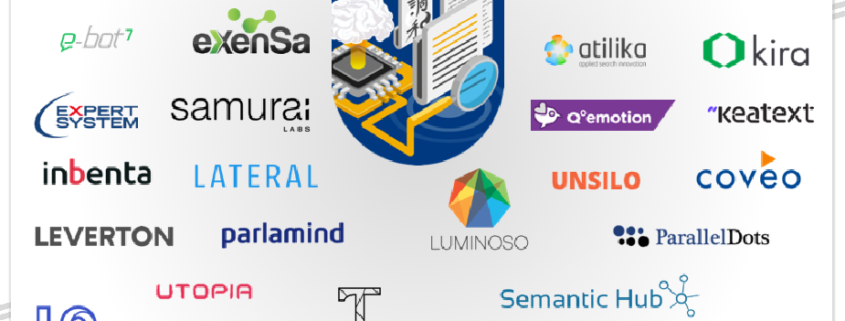 e-bot7
eXenSa
atilika
applied search innovation
kira
EXPERT
SYSTEM
samurai
LABS
Q°emotion
Keatext
inbenta
LATERAL
UNSILO
coveo
LEVERTON
parlamind
LUMINOSO
ParallelDots
UTOPIA
T
Semantic Hub